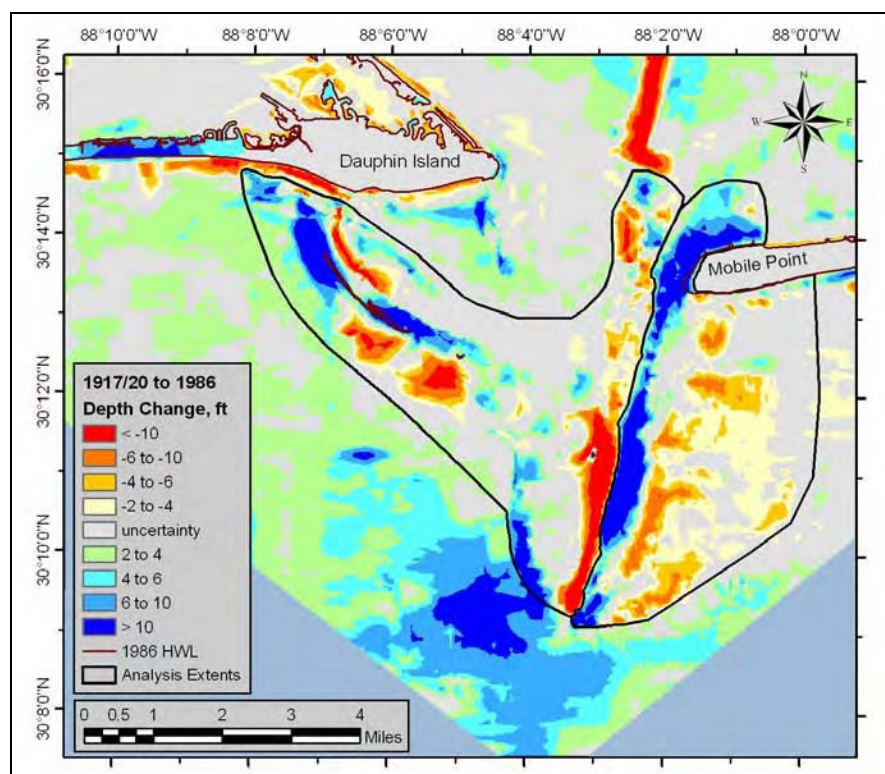 88°10'0"W 88°8'0"W 88°6'0"W 88°4'0"W 88°2'0"W 88°0'0"W
30°16'0"N
30°14'0"N
30°12'0"N
30°10'0"N
30°8'0"N
N
W E
S
Dauphin Island
Mobile Point
1917/20 to 1986
Depth Change, ft
< -10
-6 to -10
-4 to -6
-2 to -4
uncertainty
2 to 4
4 to 6
6 to 10
> 10
1986 HWL
Analysis Extents
0 0.5 1 2 3 4
Miles